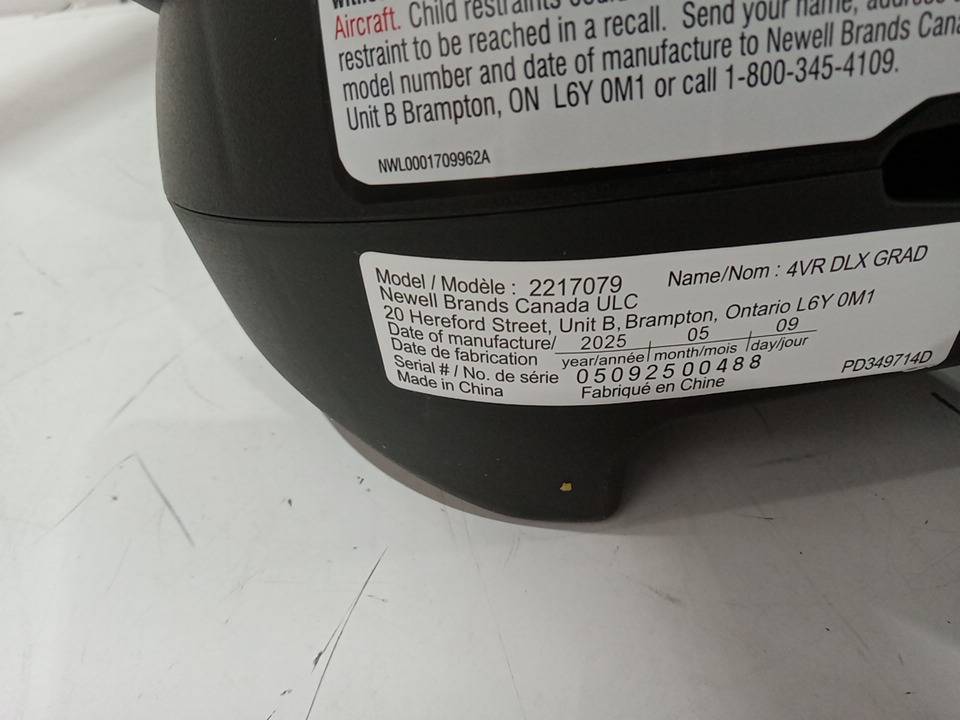 Aircraft. Child restraints could
restraint to be reached in a recall. Send your name, address
model number and date of manufacture to Newell Brands Cana
Unit B Brampton, ON L6Y 0M1 or call 1-800-345-4109.
NWL0001709962A
Model / Modèle : 2217079 Name/Nom : 4VR DLX GRAD
Newell Brands Canada ULC
20 Hereford Street, Unit B, Brampton, Ontario L6Y 0M1
Date of manufacture/ 2025 05 09
Date de fabrication year/année month/mois day/jour
Serial # / No. de série 05092500488 PD349714D
Made in China Fabriqué en Chine